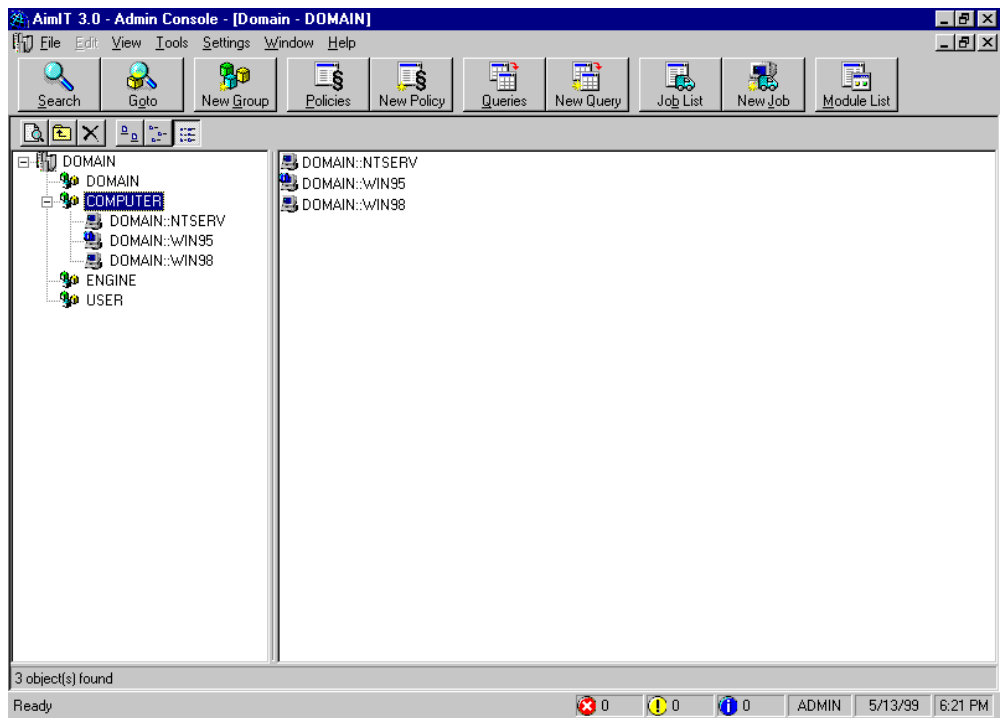 AimIT 3.0 - Admin Console - [Domain - DOMAIN]
File Edit View Tools Settings Window Help
Search Goto New Group Policies New Policy Queries New Query Job List New Job Module List
DOMAIN
DOMAIN
COMPUTER
DOMAIN::NTSERV
DOMAIN::WIN95
DOMAIN::WIN98
ENGINE
USER
DOMAIN::NTSERV
DOMAIN::WIN95
DOMAIN::WIN98
3 object(s) found
Ready 0 0 0 ADMIN 5/13/99 6:21 PM